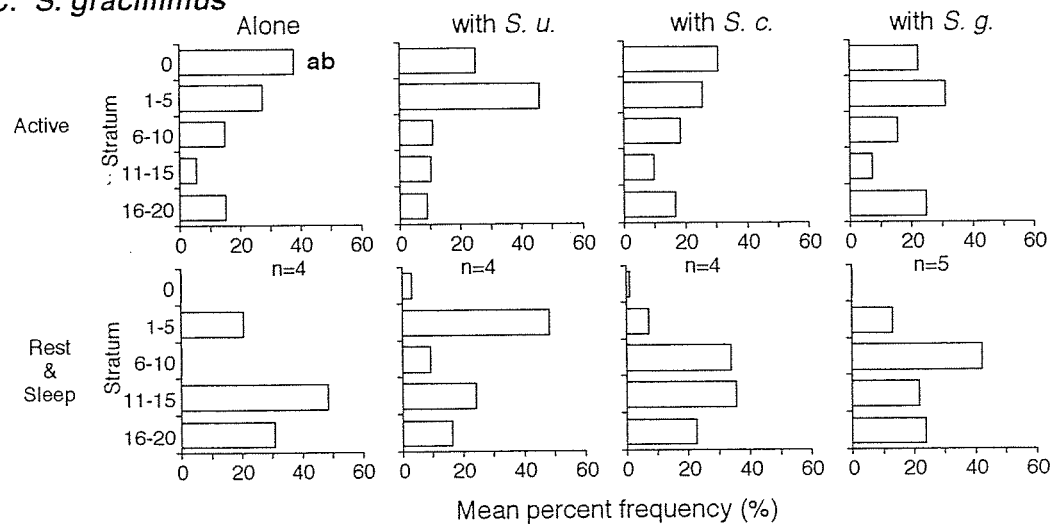 C. S. gracillimus
Alone with S. u. with S. c. with S. g.
Active
Stratum
0 ab
1-5
6-10
11-15
16-20
0 20 40 60 0 20 40 60 0 20 40 60 0 20 40 60
n=4 n=4 n=4 n=5
Rest
&
Sleep
Stratum
0
1-5
6-10
11-15
16-20
0 20 40 60 0 20 40 60 0 20 40 60 0 20 40 60
Mean percent frequency (%)